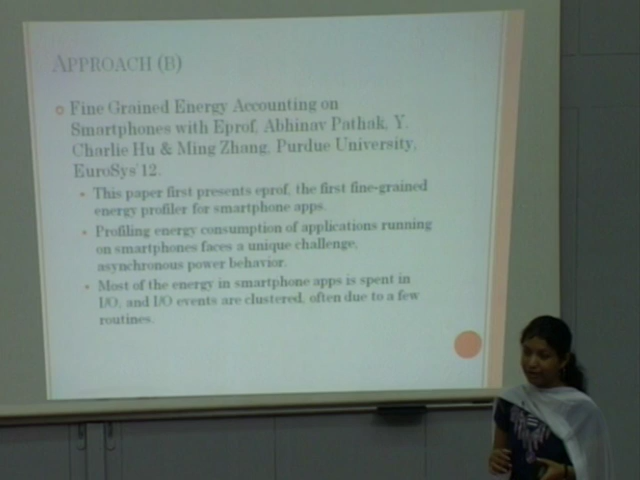 APPROACH (B)
Fine Grained Energy Accounting on
Smartphones with Eprof, Abhinav Pathak, Y.
Charlie Hu & Ming Zhang, Purdue University,
EuroSys'12.
This paper first presents eprof, the first fine-grained
energy profiler for smartphone apps.
Profiling energy consumption of applications running
on smartphones faces a unique challenge,
asynchronous power behavior.
Most of the energy in smartphone apps is spent in
I/O, and I/O events are clustered, often due to a few
routines.